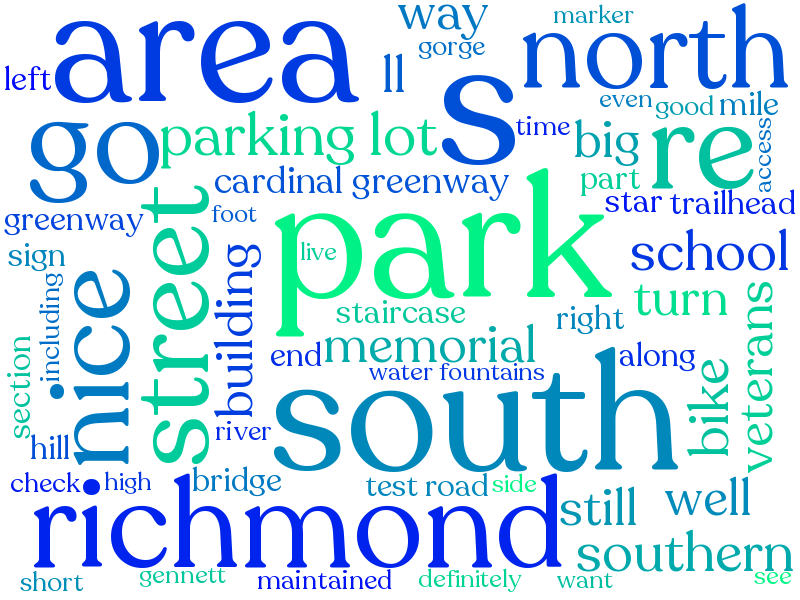 way
marker
area
gorge
north
left
ll
s
even
good
mile
go
parking lot
time
big
re
access
cardinal greenway
part
star
trailhead
greenway
foot
street
park
live
sign
school
building
nice
including
staircase
right
turn
veterans
section
end
memorial
along
water fountains
bike
south
hill
river
check
high
bridge
test road
side
richmond
still
well
southern
short
gennett
maintained
definitely
want
see